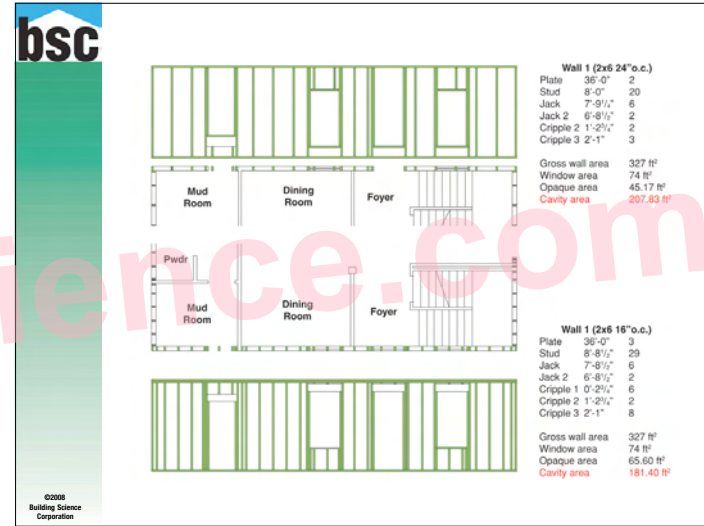 bsc
Wall 1 (2x6 24"o.c.)
Plate 36'-0" 2
Stud 8'-0" 20
Jack 7'-9¼" 6
Jack 2 6'-8½" 2
Cripple 2 1'-2¾" 2
Cripple 3 2'-1" 3
Gross wall area 327 ft²
Window area 74 ft²
Opaque area 45.17 ft²
Cavity area 207.83 ft²
Mud
Room
Dining
Room
Foyer
ience.com
Pwdr
Mud
Room
Dining
Room
Foyer
Wall 1 (2x6 16"o.c.)
Plate 36'-0" 3
Stud 8'-8½" 29
Jack 7'-8½" 6
Jack 2 6'-8½" 2
Cripple 1 0'-2¾" 6
Cripple 2 1'-2¾" 2
Cripple 3 2'-1" 8
Gross wall area 327 ft²
Window area 74 ft²
Opaque area 65.60 ft²
Cavity area 181.40 ft²
©2008
Building Science
Corporation